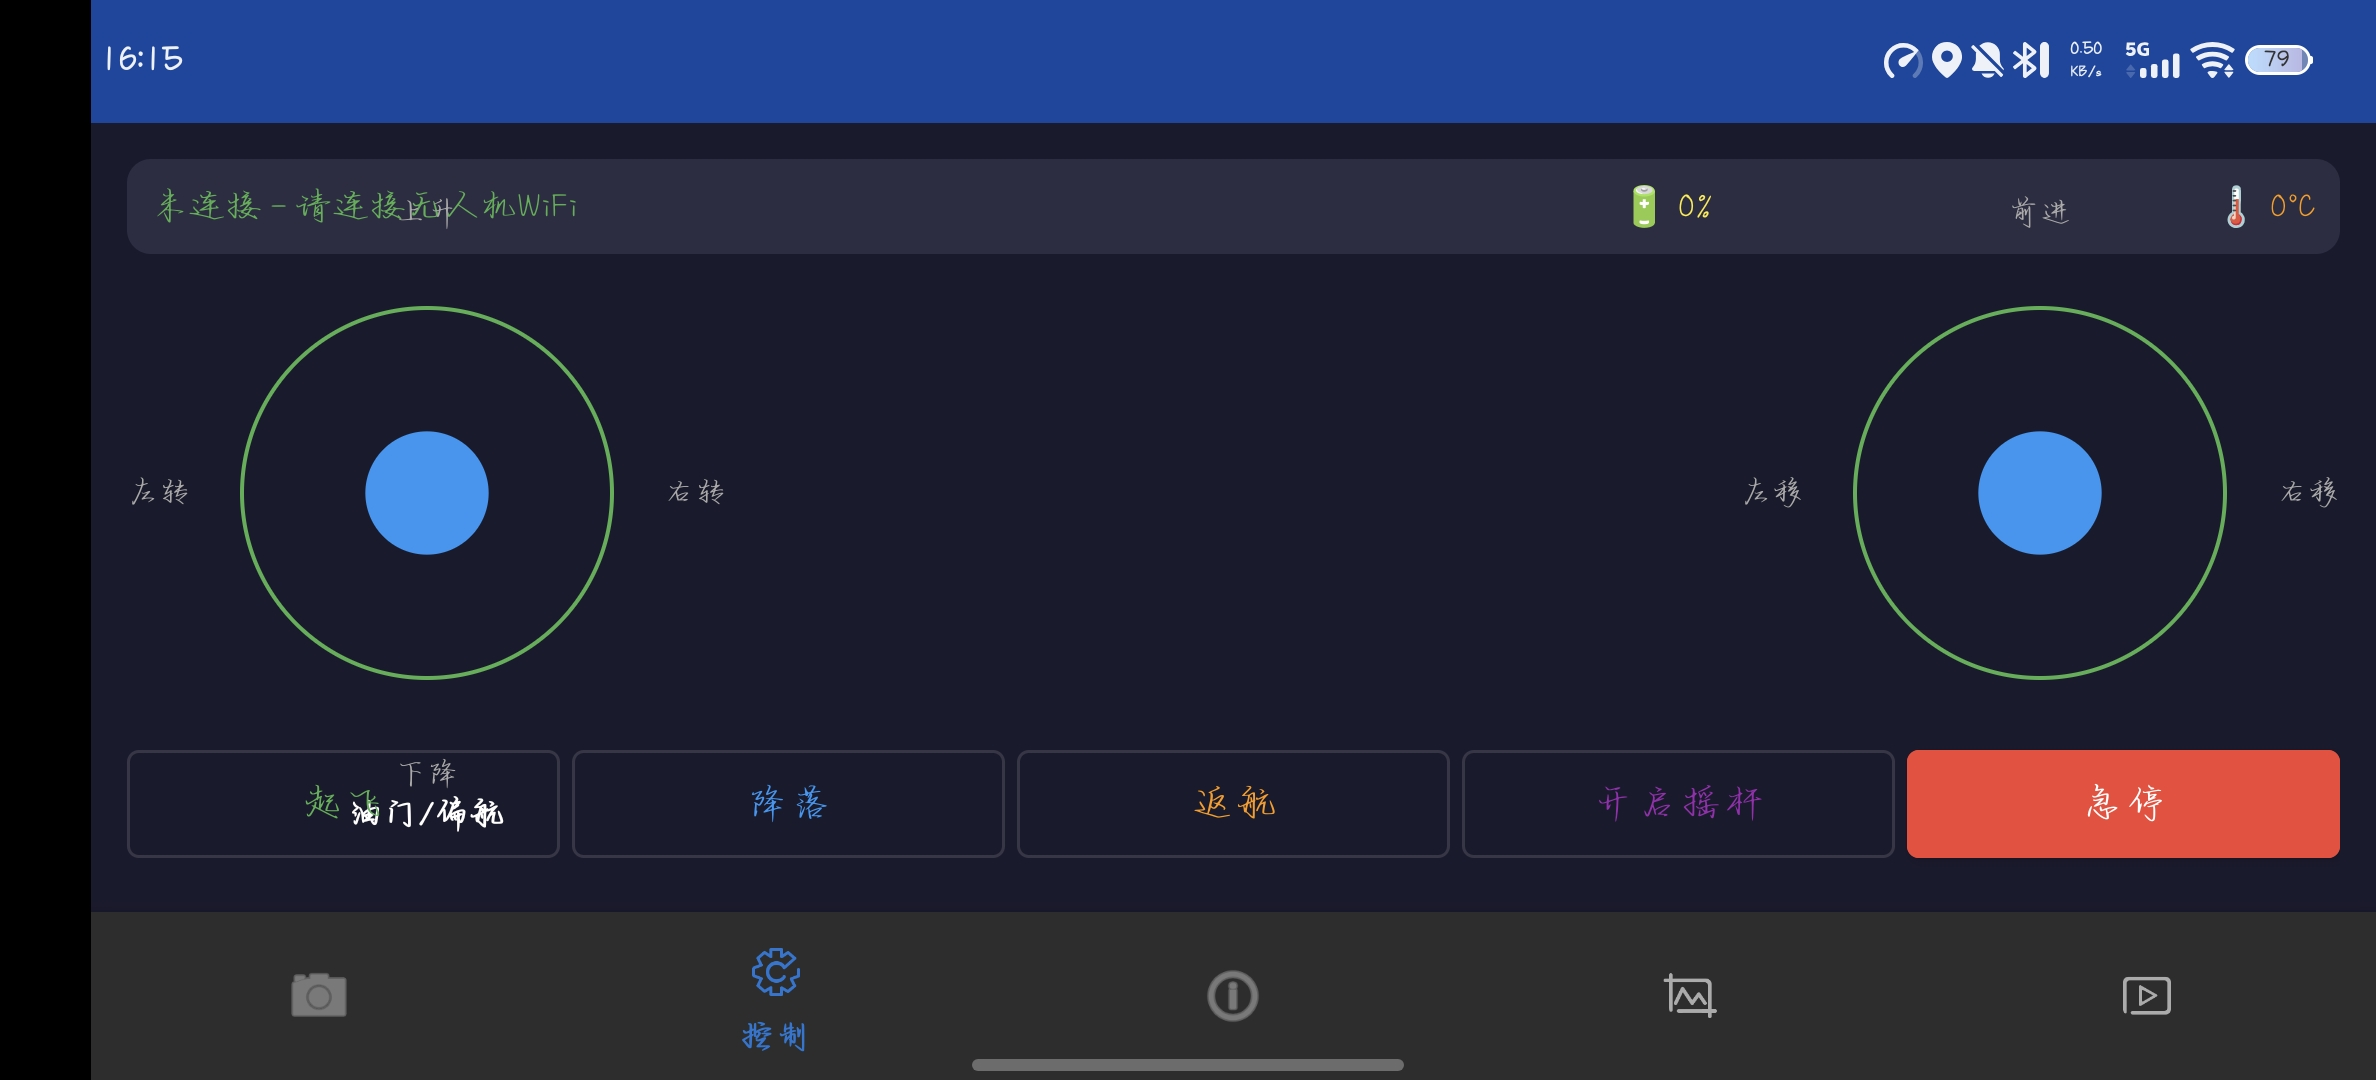 16:15
0.50
KB/s
5G
79
未连接 - 请连接无人机WiFi
上升
0%
前进
0°C
左转
右转
左移
右移
下降
起飞
油门/偏航
降落
返航
开启摇杆
急停
控制